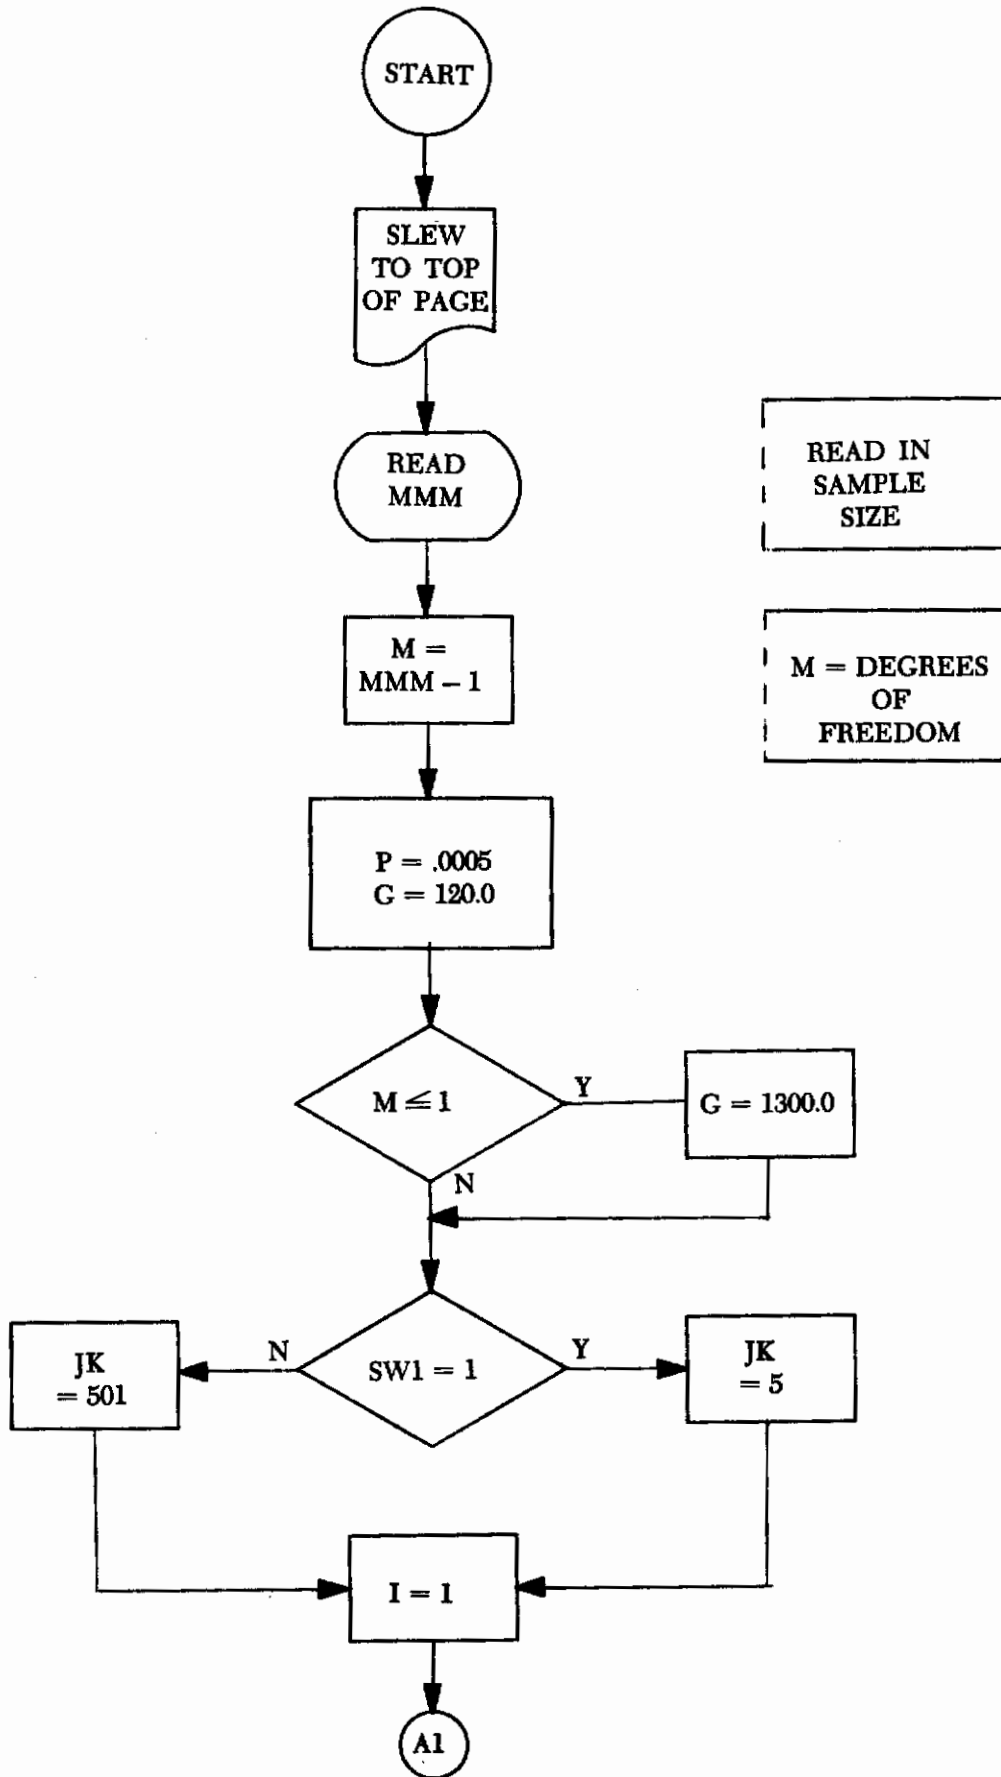 START
SLEW
TO TOP
OF PAGE
READ
MMM
READ IN
SAMPLE
SIZE
M =
MMM – 1
M = DEGREES
OF
FREEDOM
P = .0005
G = 120.0
M ≦ 1
Y
G = 1300.0
N
JK
= 501
N
SW1 = 1
Y
JK
= 5
I = 1
A1